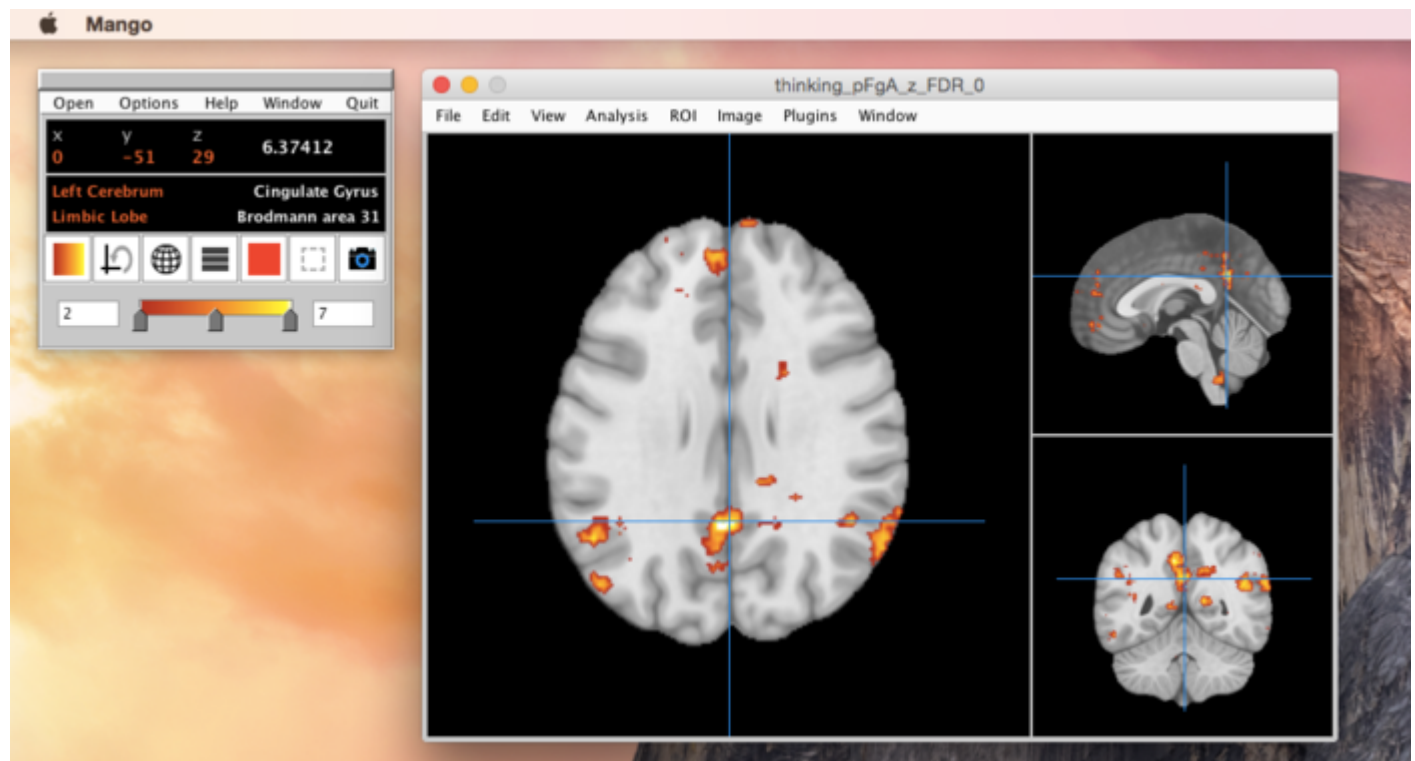 Mango
Open Options Help Window Quit
x y z
0 -51 29 6.37412
Left Cerebrum Cingulate Gyrus
Limbic Lobe Brodmann area 31
2 7
thinking_pFgA_z_FDR_0
File Edit View Analysis ROI Image Plugins Window